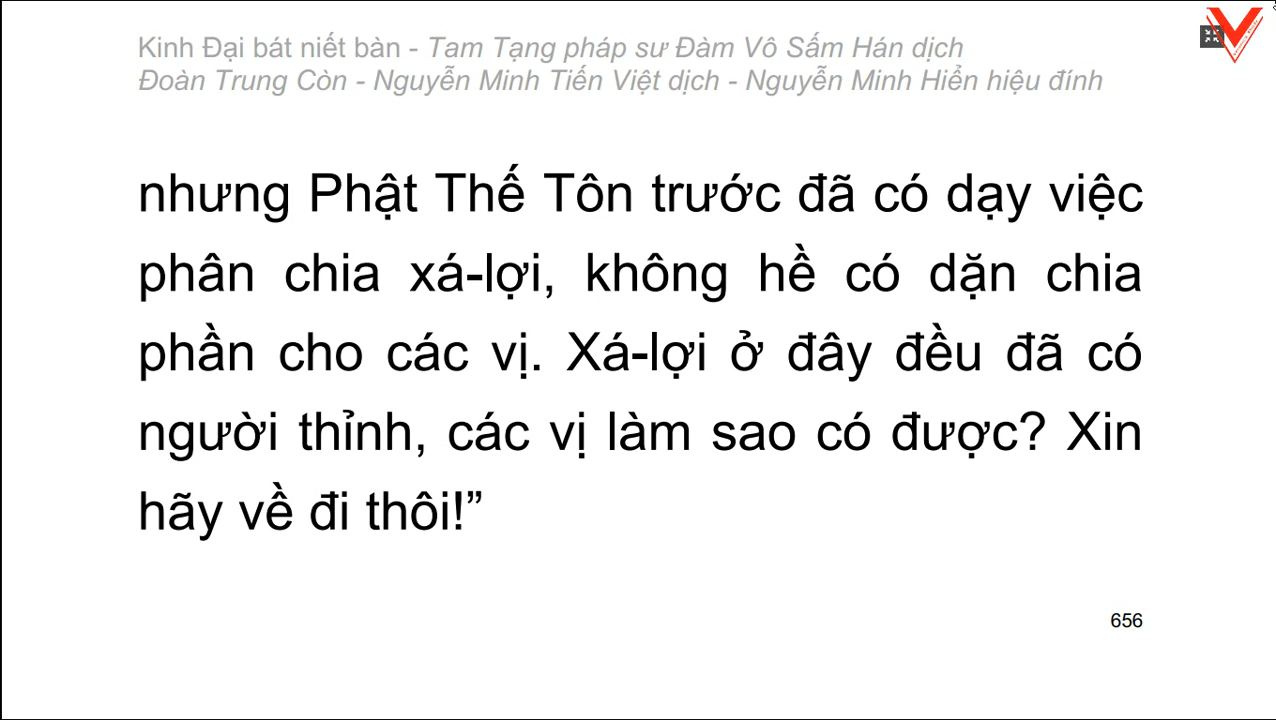 Kinh Đại bát niết bàn - Tam Tạng pháp sư Đàm Vô Sấm Hán dịch
Đoàn Trung Còn - Nguyễn Minh Tiến Việt dịch - Nguyễn Minh Hiển hiệu đính
nhưng Phật Thế Tôn trước đã có dạy việc
phân chia xá-lợi, không hề có dặn chia
phần cho các vị. Xá-lợi ở đây đều đã có
người thỉnh, các vị làm sao có được? Xin
hãy về đi thôi!”
656